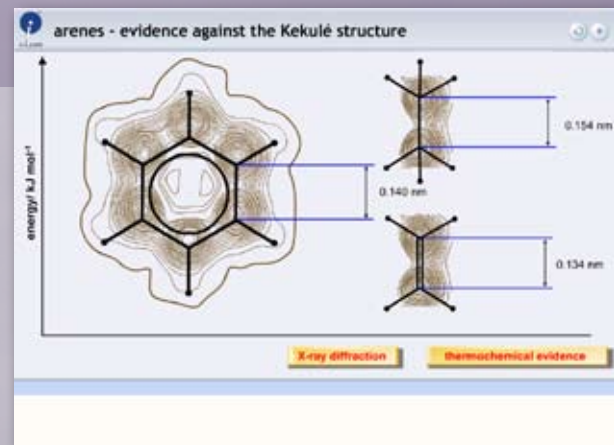 arenes - evidence against the Kekulé structure
energy/ kJ mol⁻¹
0.154 nm
0.140 nm
0.134 nm
X-ray diffraction
thermochemical evidence